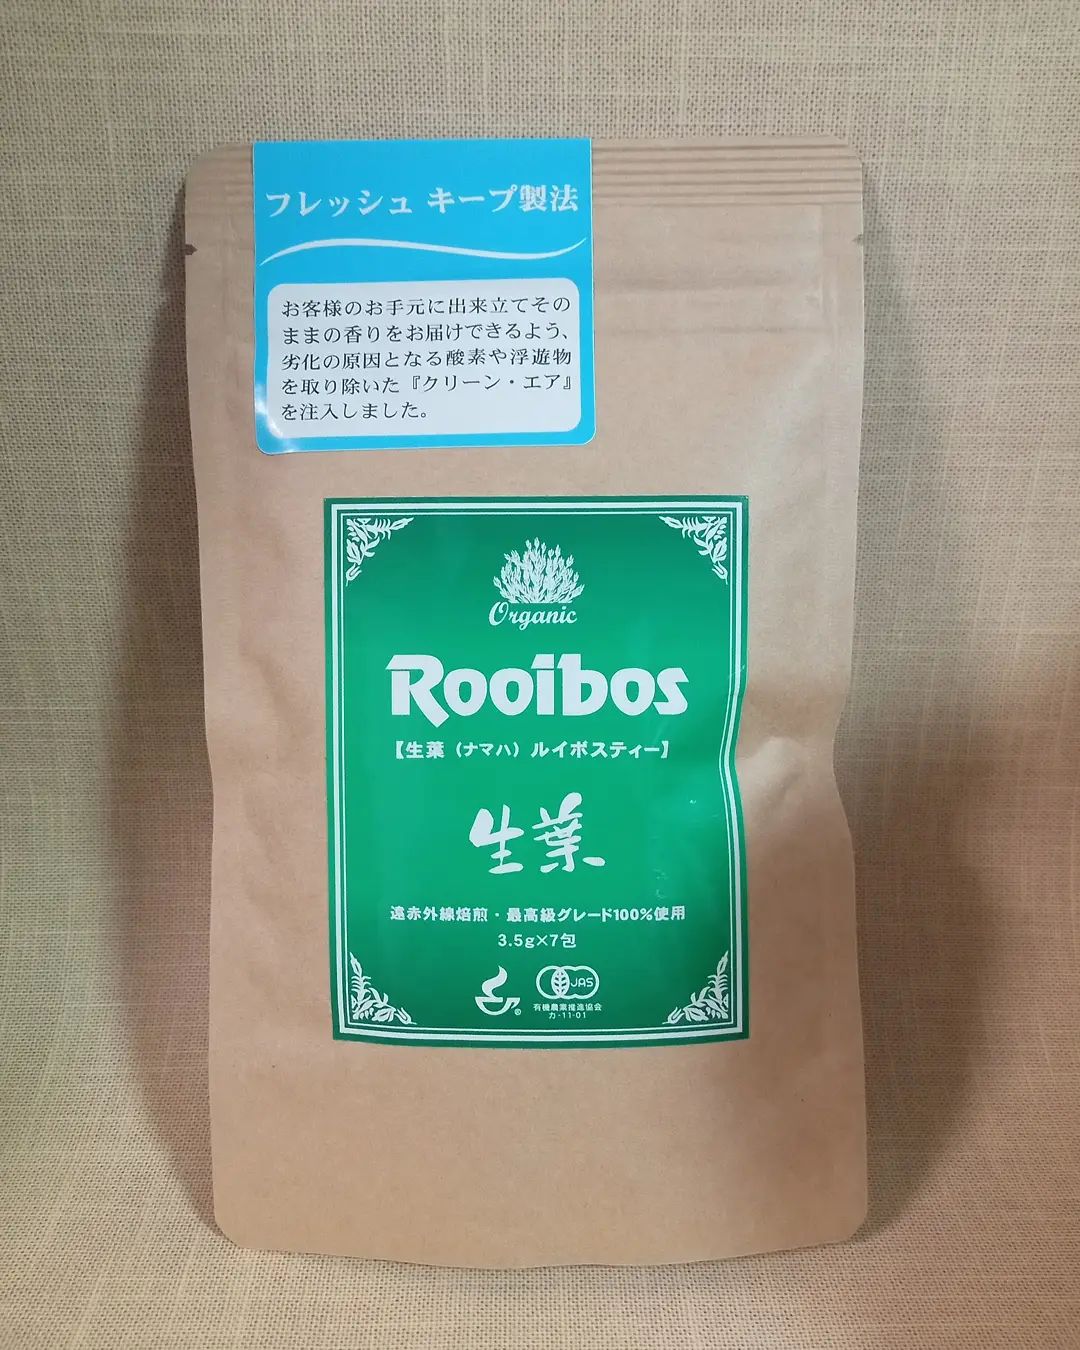 フレッシュ キープ製法
お客様のお手元に出来立てその
ままの香りをお届けできるよう、
劣化の原因となる酸素や浮遊物
を取り除いた『クリーン・エア』
を注入しました。
Organic
Rooibos
【生葉（ナマハ）ルイボスティー】
生葉
遠赤外線焙煎・最高級グレード100%使用
3.5g×7包
JAS
®
有機農業推進協会
カ-11-01